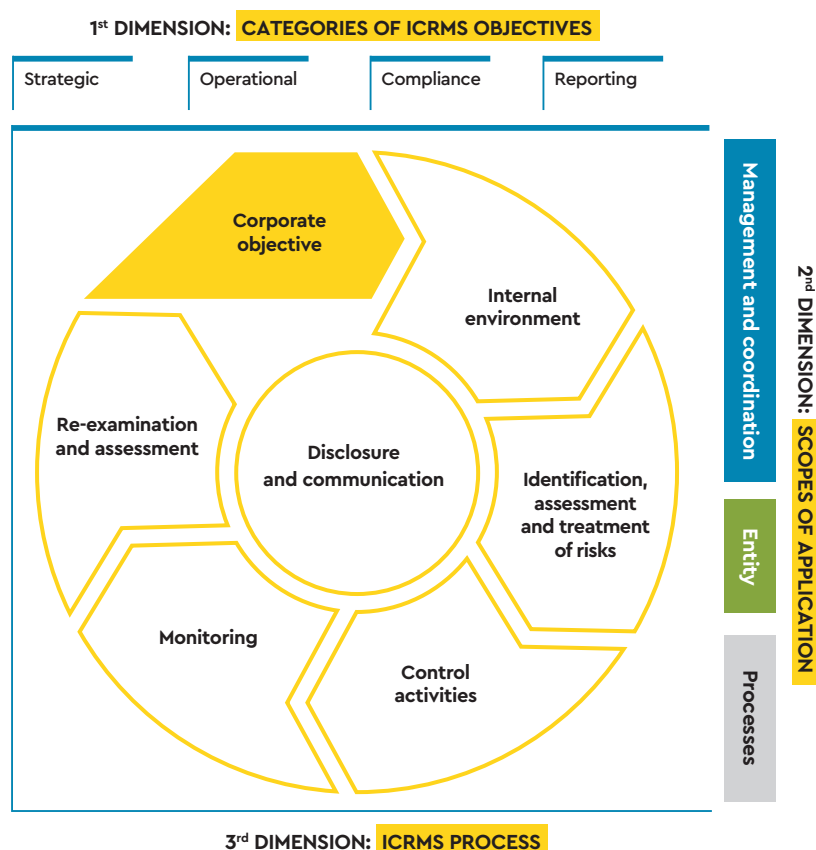 1st DIMENSION: CATEGORIES OF ICRMS OBJECTIVES
Strategic
Operational
Compliance
Reporting
Corporate
objective
Internal
environment
Re-examination
and assessment
Disclosure
and communication
Identification,
assessment
and treatment
of risks
Monitoring
Control
activities
Management and coordination
Entity
Processes
2nd DIMENSION: SCOPES OF APPLICATION
3rd DIMENSION: ICRMS PROCESS